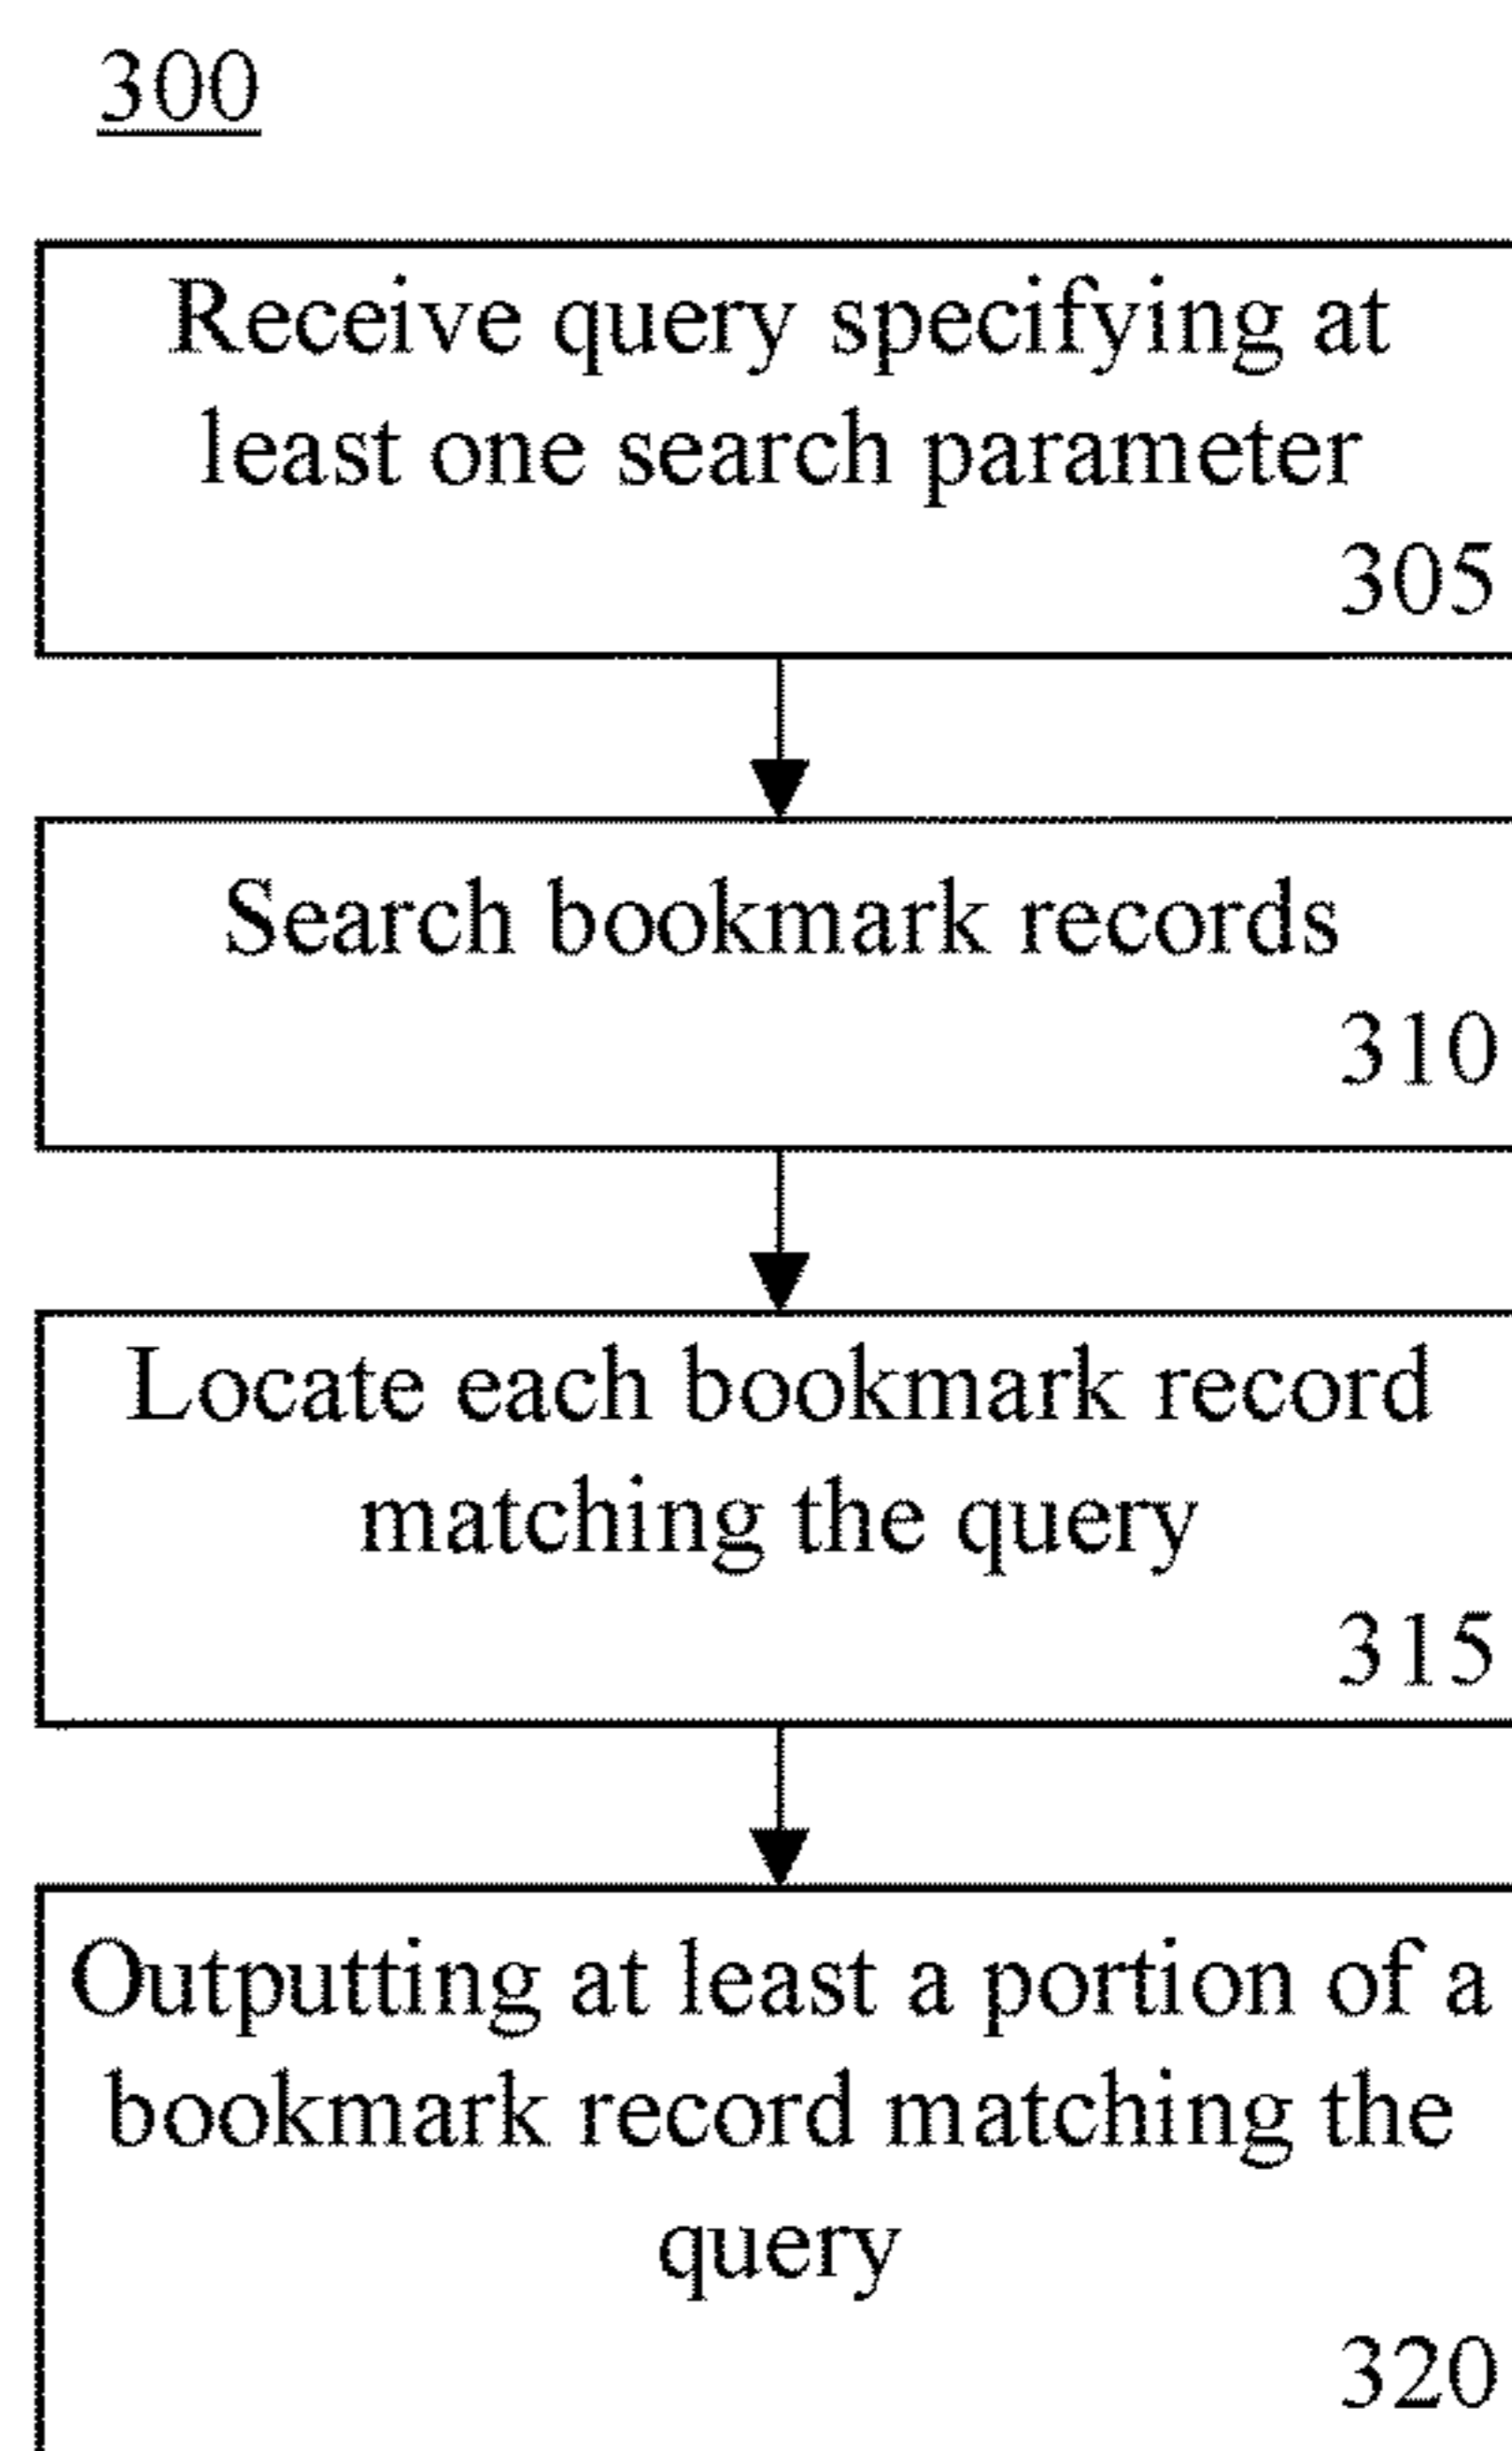 300
Receive query specifying at
least one search parameter
305
Search bookmark records
310
Locate each bookmark record
matching the query
315
Outputting at least a portion of a
bookmark record matching the
query
320